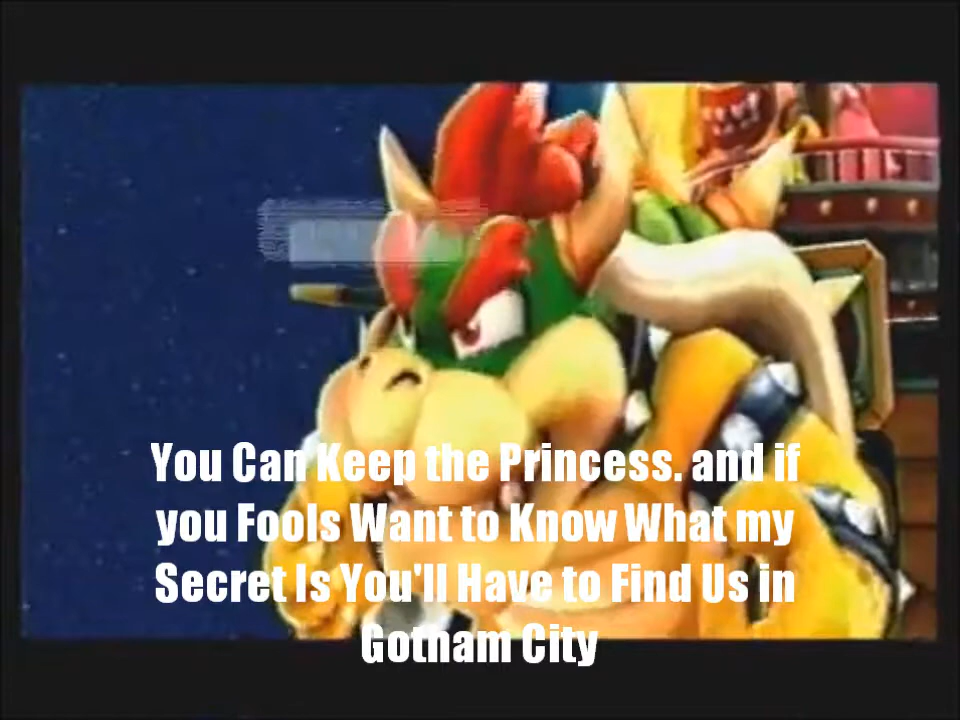 You Can Keep the Princess. and if
you Fools Want to Know What my
Secret Is You'll Have to Find Us in
Gotham City